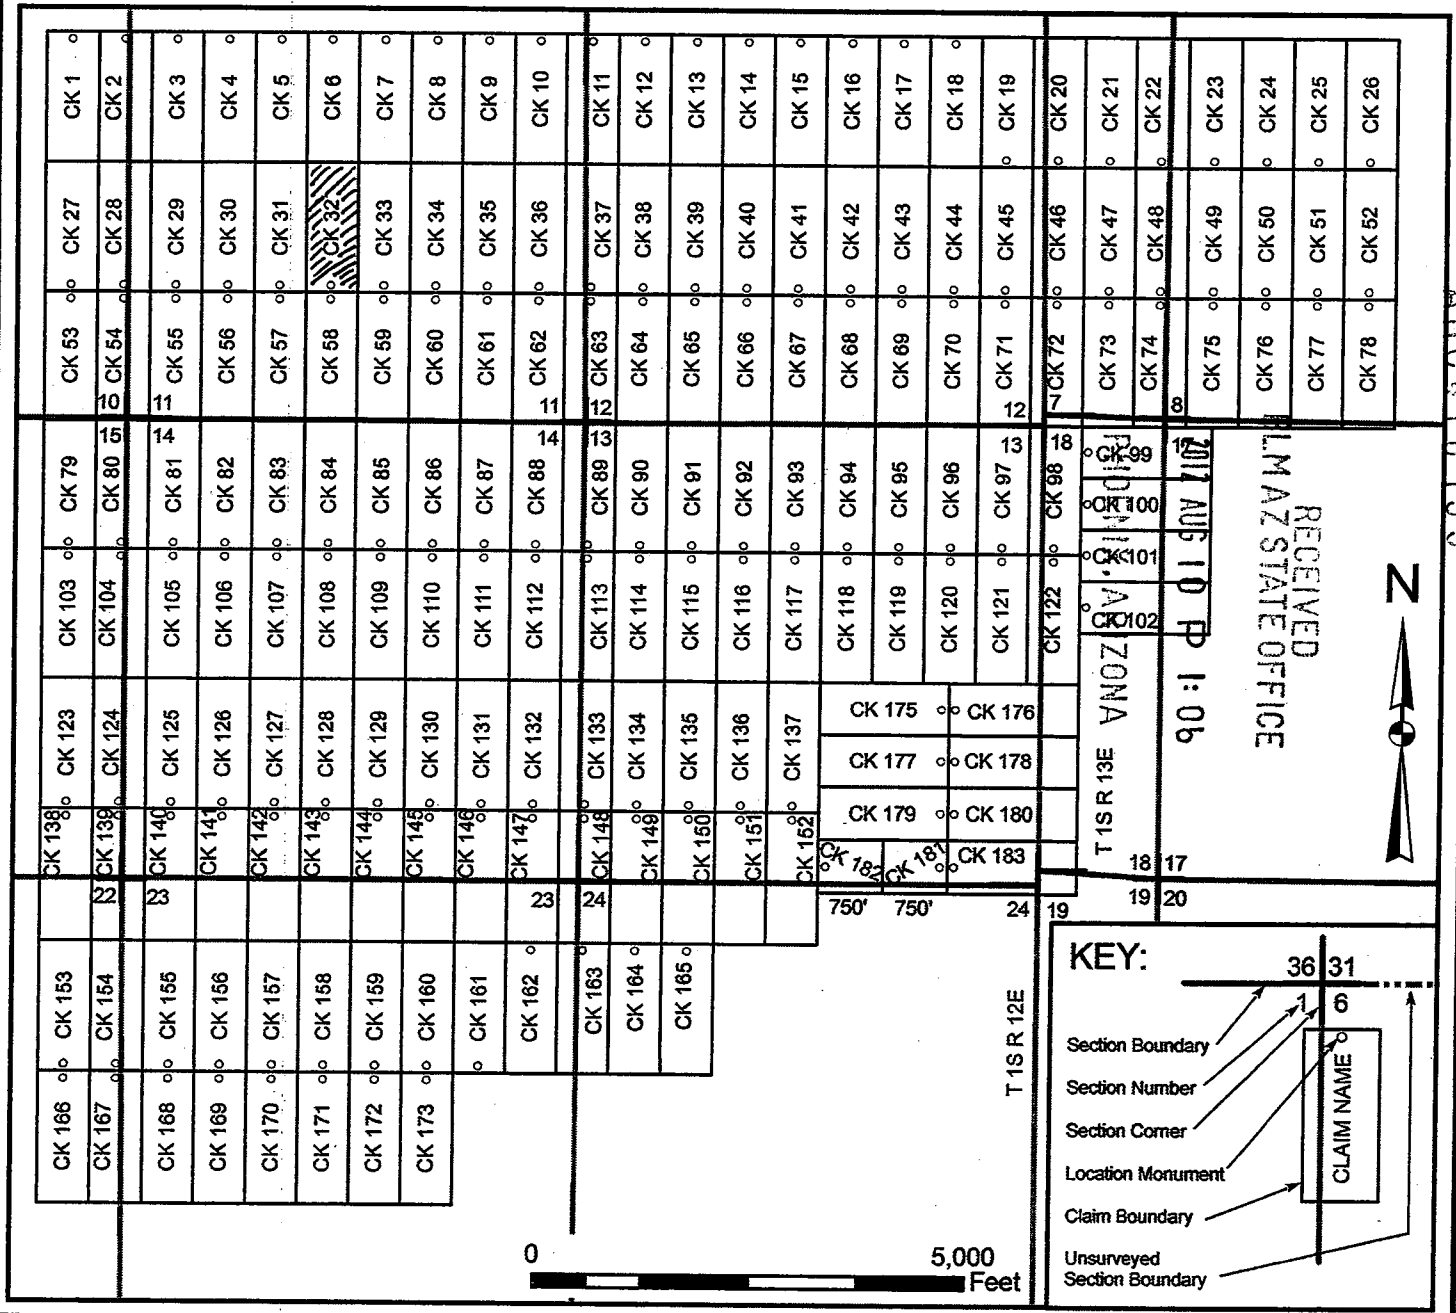 CK 1 CK 2 CK 3 CK 4 CK 5 CK 6 CK 7 CK 8 CK 9 CK 10 CK 11 CK 12 CK 13 CK 14 CK 15 CK 16 CK 17 CK 18 CK 19 CK 20 CK 21 CK 22 CK 23 CK 24 CK 25 CK 26
CK 27 CK 28 CK 29 CK 30 CK 31 CK 32 CK 33 CK 34 CK 35 CK 36 CK 37 CK 38 CK 39 CK 40 CK 41 CK 42 CK 43 CK 44 CK 45 CK 46 CK 47 CK 48 CK 49 CK 50 CK 51 CK 52
CK 53 CK 54 CK 55 CK 56 CK 57 CK 58 CK 59 CK 60 CK 61 CK 62 CK 63 CK 64 CK 65 CK 66 CK 67 CK 68 CK 69 CK 70 CK 71 CK 72 CK 73 CK 74 CK 75 CK 76 CK 77 CK 78
10 11 11 12 12 7 8
15 14 14 13 13 18 17
CK 79 CK 80 CK 81 CK 82 CK 83 CK 84 CK 85 CK 86 CK 87 CK 88 CK 89 CK 90 CK 91 CK 92 CK 93 CK 94 CK 95 CK 96 CK 97 CK 98 CK 99
CK 100
CK 101
CK 102
CK 103 CK 104 CK 105 CK 106 CK 107 CK 108 CK 109 CK 110 CK 111 CK 112 CK 113 CK 114 CK 115 CK 116 CK 117 CK 118 CK 119 CK 120 CK 121 CK 122
RECEIVED
BLM AZ STATE OFFICE
2012 AUG 10 P 1:06
PHOENIX, ARIZONA
N
CK 123 CK 124 CK 125 CK 126 CK 127 CK 128 CK 129 CK 130 CK 131 CK 132 CK 133 CK 134 CK 135 CK 136 CK 137
CK 175 CK 176
CK 177 CK 178
CK 179 CK 180
CK 182 CK 181 CK 183
T1S R13E
CK 138 CK 139 CK 140 CK 141 CK 142 CK 143 CK 144 CK 145 CK 146 CK 147 CK 148 CK 149 CK 150 CK 151 CK 152
18 17
22 23 23 24 24 19 19 20
750' 750'
CK 153 CK 154 CK 155 CK 156 CK 157 CK 158 CK 159 CK 160 CK 161 CK 162 CK 163 CK 164 CK 165
T1S R12E
CK 166 CK 167 CK 168 CK 169 CK 170 CK 171 CK 172 CK 173
KEY:
36 31
1 6
Section Boundary
Section Number
Section Corner
Location Monument
Claim Boundary
Unsurveyed
Section Boundary
CLAIM NAME
0 5,000
Feet